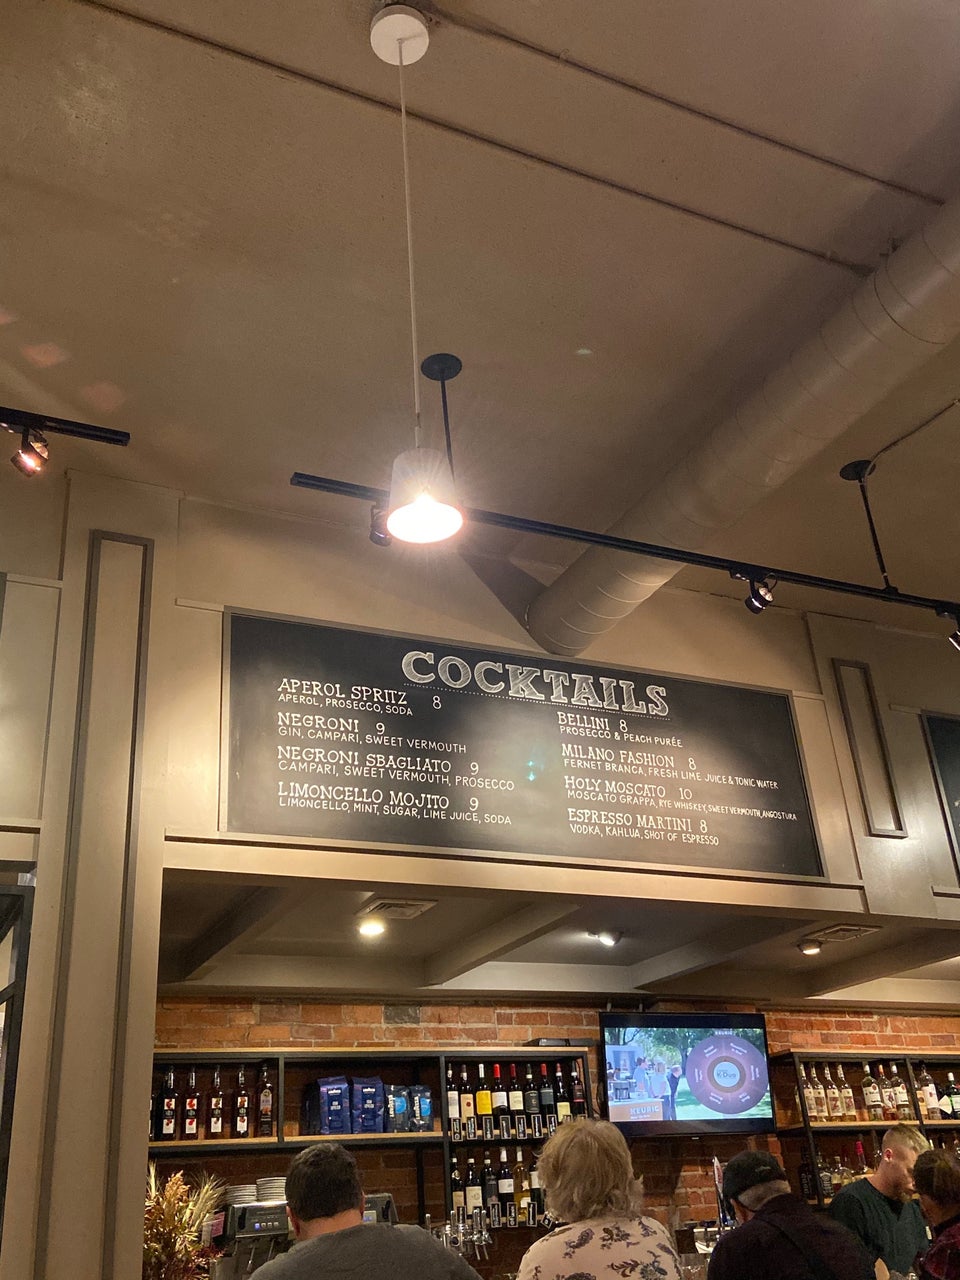 COCKTAILS
APEROL SPRITZ 8
APEROL, PROSECCO, SODA
NEGRONI 9
GIN, CAMPARI, SWEET VERMOUTH
NEGRONI SBAGLIATO 9
CAMPARI, SWEET VERMOUTH, PROSECCO
LIMONCELLO MOJITO 9
LIMONCELLO, MINT, SUGAR, LIME JUICE, SODA
BELLINI 8
PROSECCO & PEACH PURÉE
MILANO FASHION 8
FERNET BRANCA, FRESH LIME JUICE & TONIC WATER
HOLY MOSCATO 10
MOSCATO GRAPPA, RYE WHISKEY, SWEET VERMOUTH, ANGOSTURA
ESPRESSO MARTINI 8
VODKA, KAHLUA, SHOT OF ESPRESSO
KEURIG
KEURIG
LAVAZZA